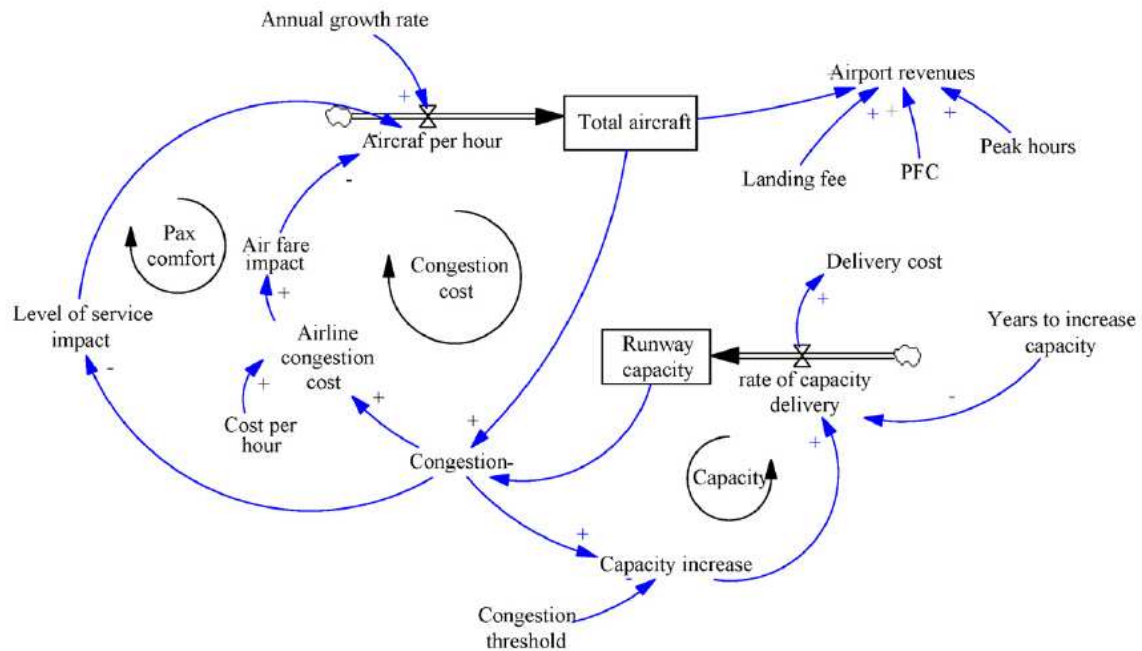 Annual growth rate
Airport revenues
+
+ + +
Total aircraft
Aircraf per hour
-
Peak hours
Landing fee
PFC
-
Pax
comfort
Air fare
impact
Congestion
cost
Delivery cost
+
+
Level of service
impact
Airline
congestion
cost
Years to increase
capacity
Runway
capacity
-
+
rate of capacity
delivery
+
-
Cost per
hour
+
+
Congestion-
Capacity
+
Capacity increase
-
Congestion
threshold